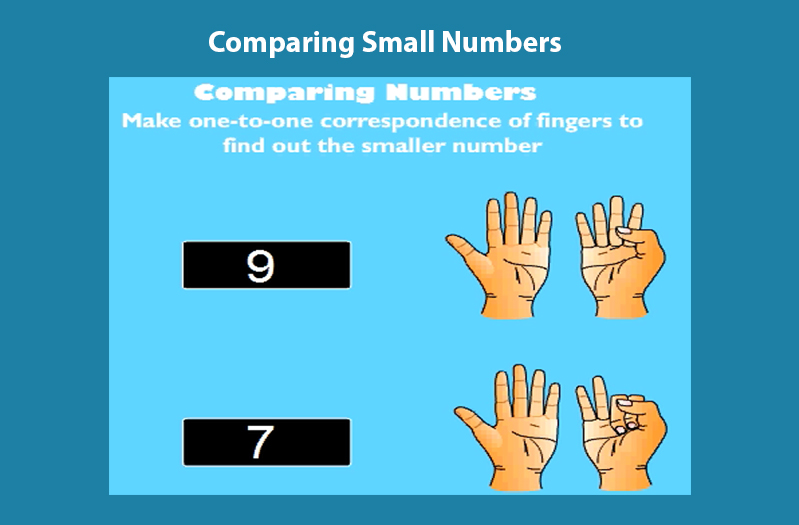 Comparing Small Numbers
Comparing Numbers
Make one-to-one correspondence of fingers to
find out the smaller number
9
7